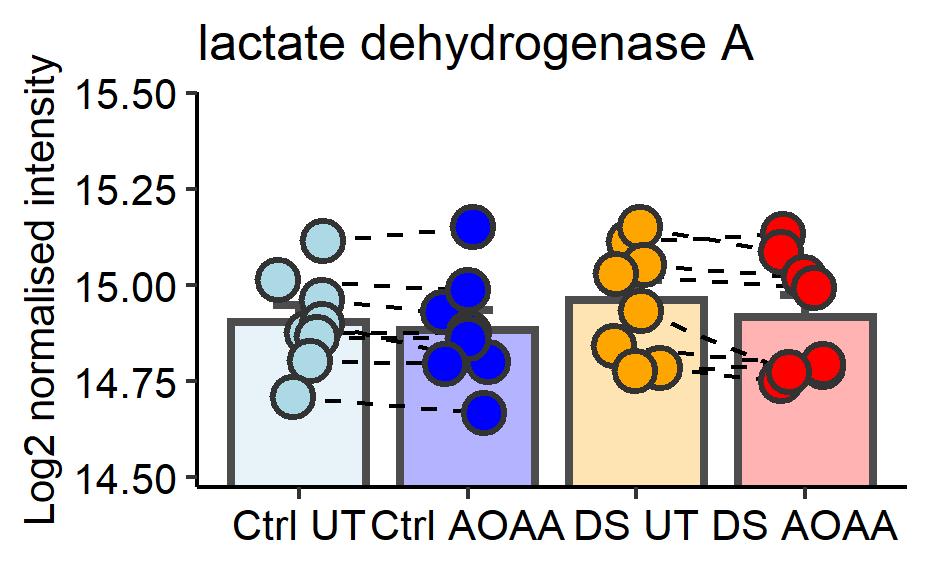 lactate dehydrogenase A
Log2 normalised intensity
15.50
15.25
15.00
14.75
14.50
Ctrl UT Ctrl AOAA DS UT DS AOAA